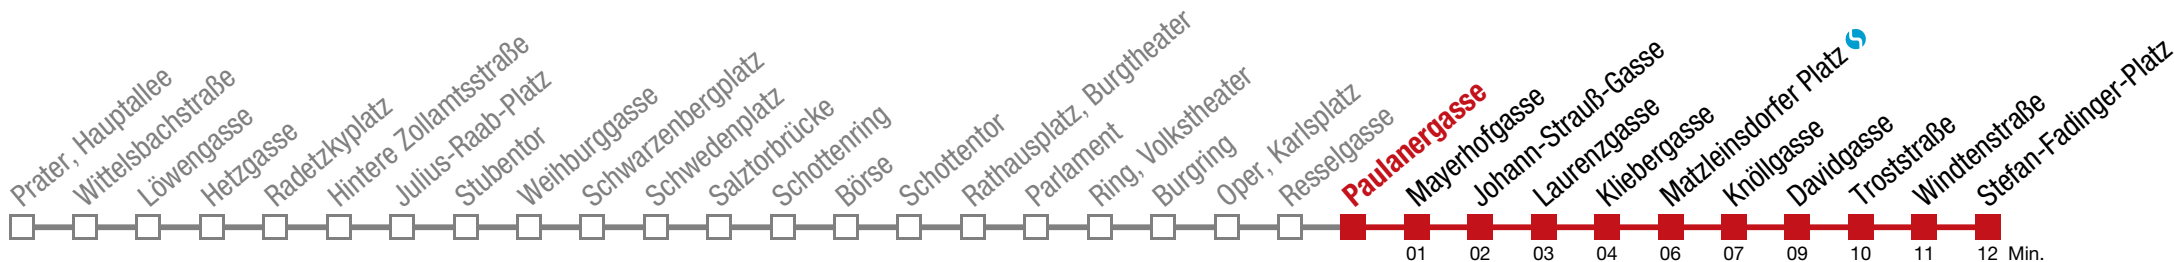 Prater, Hauptallee
Wittelsbachstraße
Löwengasse
Hetzgasse
Radetzkyplatz
Hintere Zollamtsstraße
Julius-Raab-Platz
Stubentor
Weihburggasse
Schwarzenbergplatz
Schwedenplatz
Salztorbrücke
Schottenring
Börse
Schottentor
Rathausplatz, Burgtheater
Parlament
Ring, Volkstheater
Burgring
Oper, Karlsplatz
Resselgasse
Paulanergasse
Mayerhofgasse
Johann-Strauß-Gasse
Laurenzgasse
Kliebergasse
Matzleinsdorfer Platz
Knöllgasse
Davidgasse
Troststraße
Windtenstraße
Stefan-Fadinger-Platz
01 02 03 04 06 07 09 10 11 12 Min.